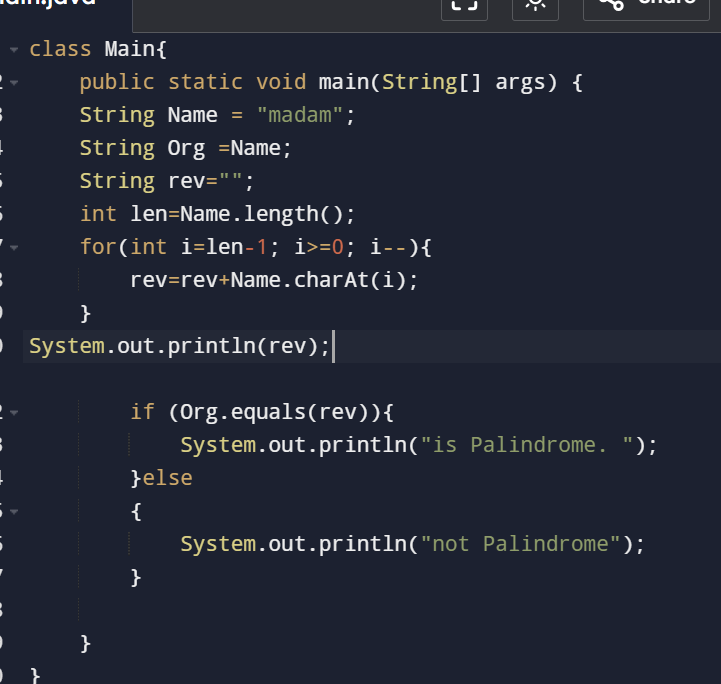 class Main{
public static void main(String[] args) {
String Name = "madam";
String Org =Name;
String rev="";
int len=Name.length();
for(int i=len-1; i>=0; i--){
rev=rev+Name.charAt(i);
}
System.out.println(rev);
if (Org.equals(rev)){
System.out.println("is Palindrome. ");
}else
{
System.out.println("not Palindrome");
}
}
}